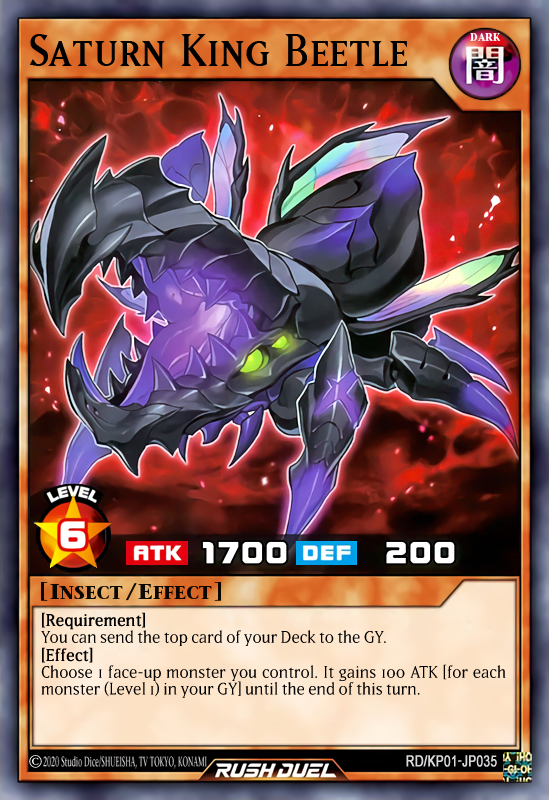 SATURN KING BEETLE
DARK
闇
LEVEL
6
ATK 1700 DEF 200
[INSECT/EFFECT]
[Requirement]
You can send the top card of your Deck to the GY.
[Effect]
Choose 1 face-up monster you control. It gains 100 ATK [for each
monster (Level 1) in your GY] until the end of this turn.
©2020 Studio Dice/SHUEISHA, TV TOKYO, KONAMI
RUSH DUEL
RD/KP01-JP035